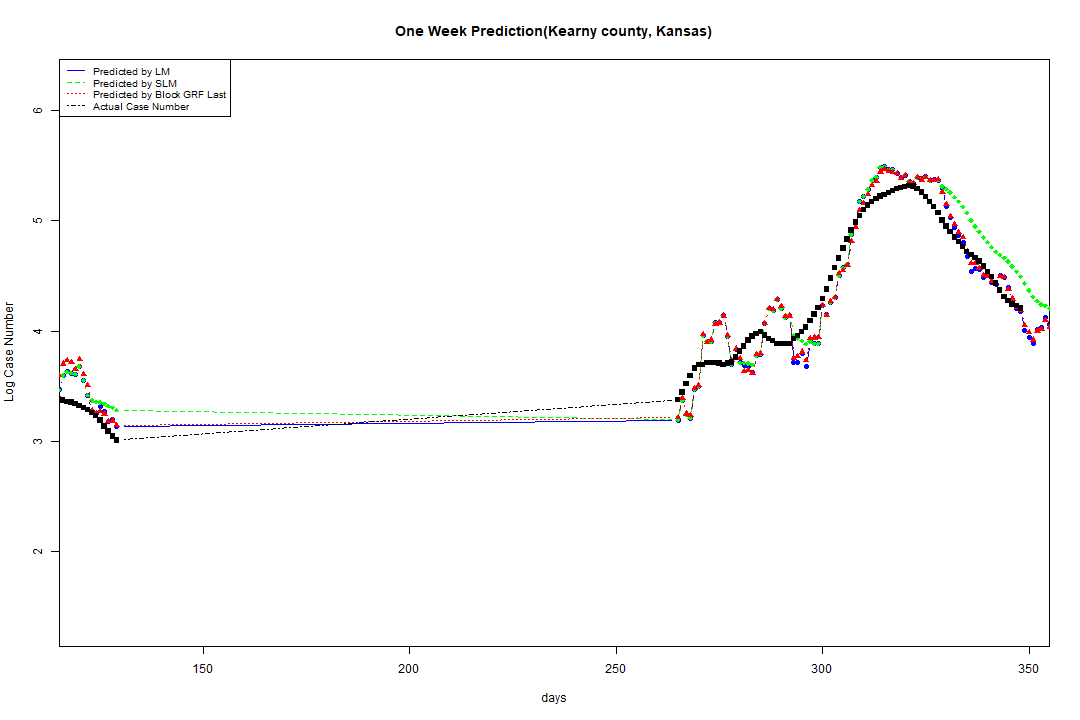 One Week Prediction(Kearny county, Kansas)
Predicted by LM
Predicted by SLM
Predicted by Block GRF Last
Actual Case Number
Log Case Number
6
5
4
3
2
150
200
250
300
350
days